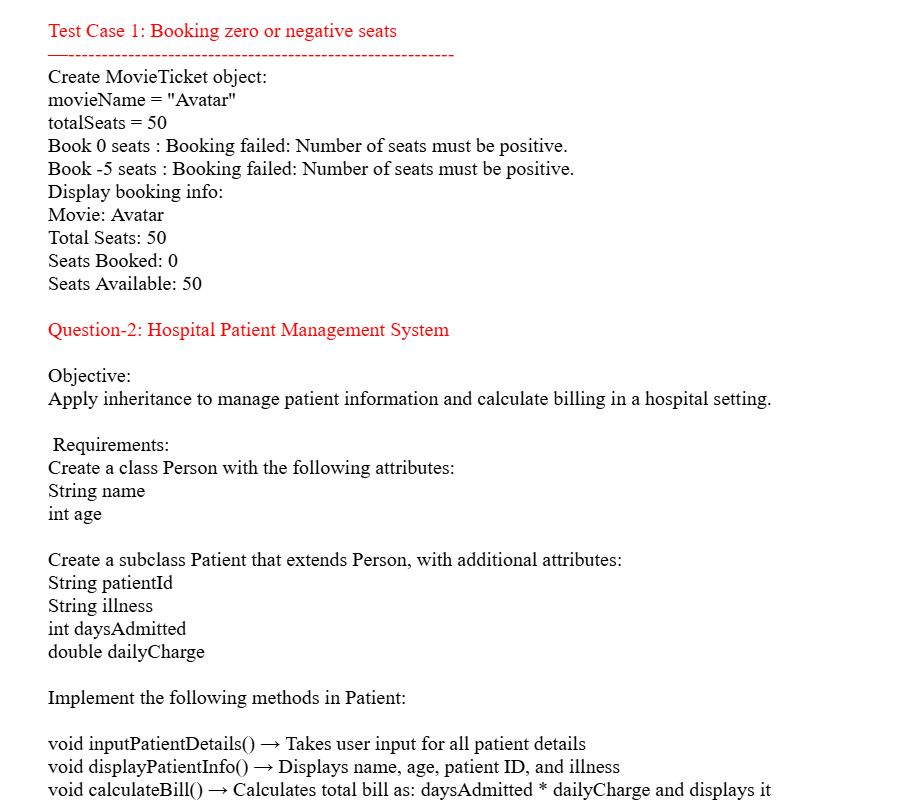 Test Case 1: Booking zero or negative seats
—----------------------------------------------------------
Create MovieTicket object:
movieName = "Avatar"
totalSeats = 50
Book 0 seats : Booking failed: Number of seats must be positive.
Book -5 seats : Booking failed: Number of seats must be positive.
Display booking info:
Movie: Avatar
Total Seats: 50
Seats Booked: 0
Seats Available: 50
Question-2: Hospital Patient Management System
Objective:
Apply inheritance to manage patient information and calculate billing in a hospital setting.
Requirements:
Create a class Person with the following attributes:
String name
int age
Create a subclass Patient that extends Person, with additional attributes:
String patientId
String illness
int daysAdmitted
double dailyCharge
Implement the following methods in Patient:
void inputPatientDetails() → Takes user input for all patient details
void displayPatientInfo() → Displays name, age, patient ID, and illness
void calculateBill() → Calculates total bill as: daysAdmitted * dailyCharge and displays it